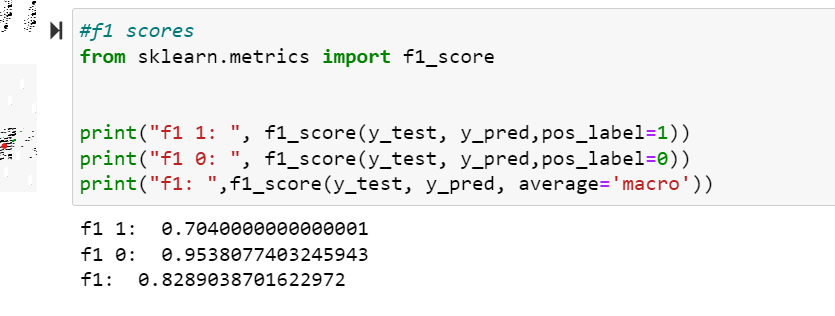 #f1 scores
from sklearn.metrics import f1_score
print("f1 1: ", f1_score(y_test, y_pred,pos_label=1))
print("f1 0: ", f1_score(y_test, y_pred,pos_label=0))
print("f1: ",f1_score(y_test, y_pred, average='macro'))
f1 1:  0.7040000000000001
f1 0:  0.9538077403245943
f1:  0.8289038701622972